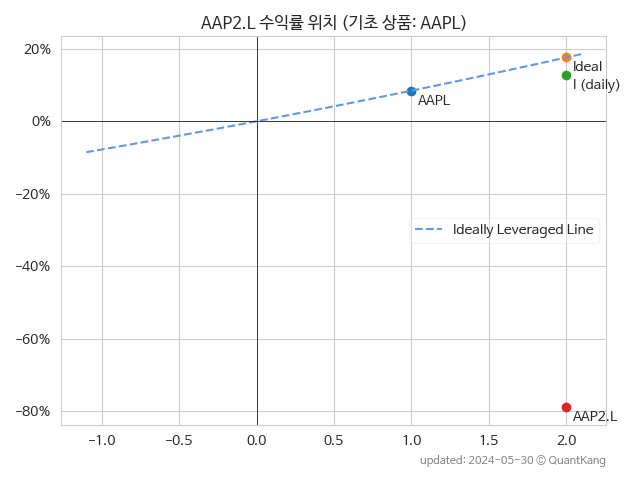 AAP2.L 수익률 위치 (기초 상품: AAPL)
20%
0%
−20%
−40%
−60%
−80%
Ideal
I (daily)
AAPL
Ideally Leveraged Line
AAP2.L
−1.0 −0.5 0.0 0.5 1.0 1.5 2.0
updated: 2024-05-30 © QuantKang